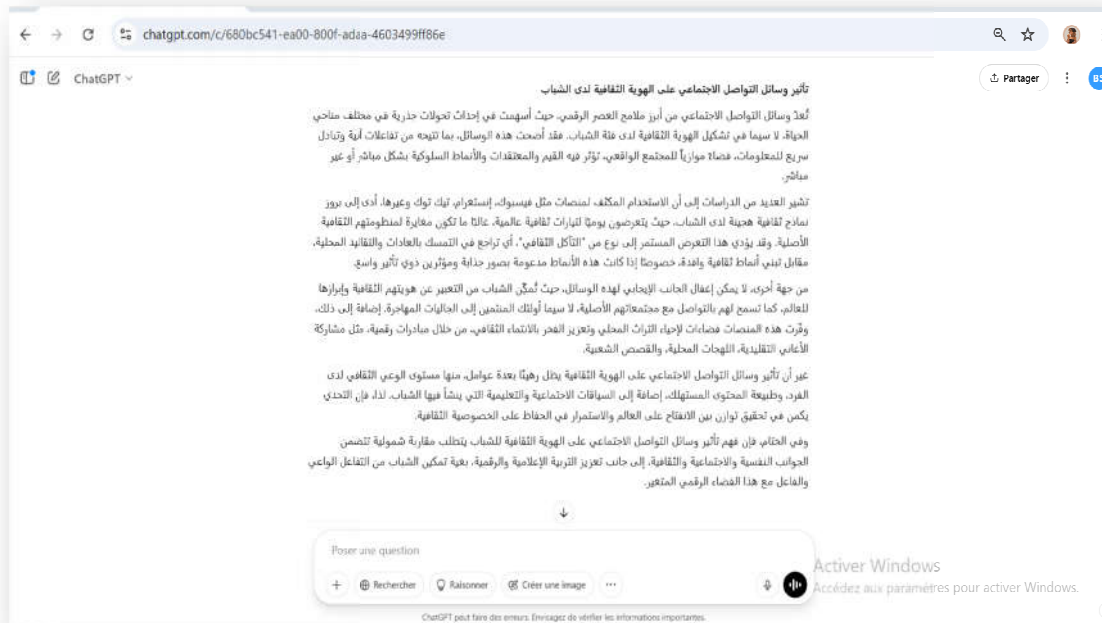 chatgpt.com/c/680bc541-ea00-800f-adaa-4603499ff86e
ChatGPT
Partager
تأثير وسائل التواصل الاجتماعي على الهوية الثقافية لدى الشباب
تُعدّ وسائل التواصل الاجتماعي من أبرز ملامح العصر الرقمي، حيث أسهمت في إحداث تحولات جذرية في مختلف مناحي
الحياة، لا سيما في تشكيل الهوية الثقافية لدى فئة الشباب. فقد أضحت هذه الوسائل، بما تتيحه من تفاعلات آنية وتبادل
سريع للمعلومات، فضاءً موازياً للمجتمع الواقعي، تؤثر فيه القيم والمعتقدات والأنماط السلوكية بشكل مباشر أو غير
مباشر.
تشير العديد من الدراسات إلى أن الاستخدام المكثف لمنصات مثل فيسبوك، إنستغرام، تيك توك وغيرها، أدى إلى بروز
نماذج ثقافية هجينة لدى الشباب، حيث يتعرضون يوميًا لتيارات ثقافية عالمية، غالبًا ما تكون مغايرة لمنظومتهم الثقافية
الأصلية. وقد يؤدي هذا التعرض المستمر إلى نوع من "التآكل الثقافي"، أي تراجع في التمسك بالعادات والتقاليد المحلية،
مقابل تبني أنماط ثقافية وافدة، خصوصًا إذا كانت هذه الأنماط مدعومة بصور جذابة ومؤثرين ذوي تأثير واسع.
من جهة أخرى، لا يمكن إغفال الجانب الإيجابي لهذه الوسائل، حيث تُمكِّن الشباب من التعبير عن هويتهم الثقافية وإبرازها
للعالم، كما تسمح لهم بالتواصل مع مجتمعاتهم الأصلية، لا سيما أولئك المنتمين إلى الجاليات المهاجرة. إضافة إلى ذلك،
وفّرت هذه المنصات فضاءات لإحياء التراث المحلي وتعزيز الفخر بالانتماء الثقافي، من خلال مبادرات رقمية، مثل مشاركة
الأغاني التقليدية، اللهجات المحلية، والقصص الشعبية.
غير أن تأثير وسائل التواصل الاجتماعي على الهوية الثقافية يظل رهينًا بعدة عوامل، منها مستوى الوعي الثقافي لدى
الفرد، وطبيعة المحتوى المستهلك، إضافة إلى السياقات الاجتماعية والتعليمية التي ينشأ فيها الشباب. لذا، فإن التحدي
يكمن في تحقيق توازن بين الانفتاح على العالم والاستمرار في الحفاظ على الخصوصية الثقافية.
وفي الختام، فإن فهم تأثير وسائل التواصل الاجتماعي على الهوية الثقافية للشباب يتطلب مقاربة شمولية تتضمن
الجوانب النفسية والاجتماعية والثقافية، إلى جانب تعزيز التربية الإعلامية والرقمية، بغية تمكين الشباب من التفاعل الواعي
والفاعل مع هذا الفضاء الرقمي المتغير.
Poser une question
Rechercher
Raisonner
Créer une image
Activer Windows
Accédez aux paramètres pour activer Windows.
ChatGPT peut faire des erreurs. Envisagez de vérifier les informations importantes.